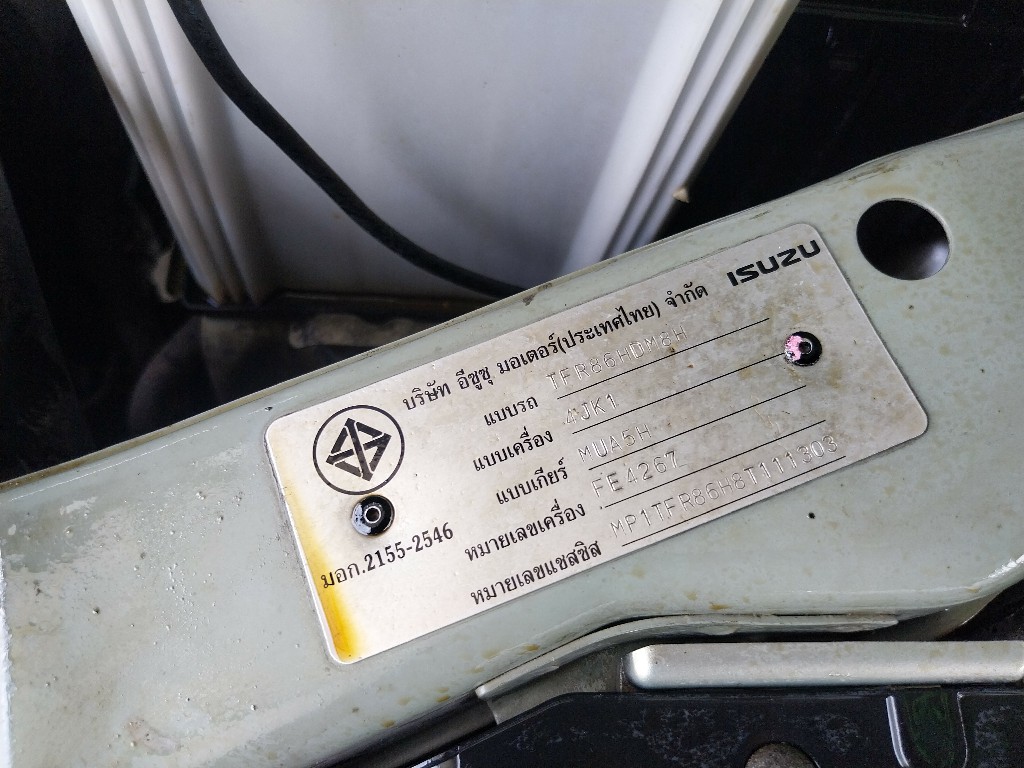 ISUZU
บริษัท อีซูซุ มอเตอร์(ประเทศไทย) จำกัด
แบบรถ TFR86HDM6H
แบบเครื่อง 4JK1
แบบเกียร์ MUA5H
หมายเลขเครื่อง FE4267
หมายเลขแชสซิส MP1TFR86H8T111303
มอก.2155-2546